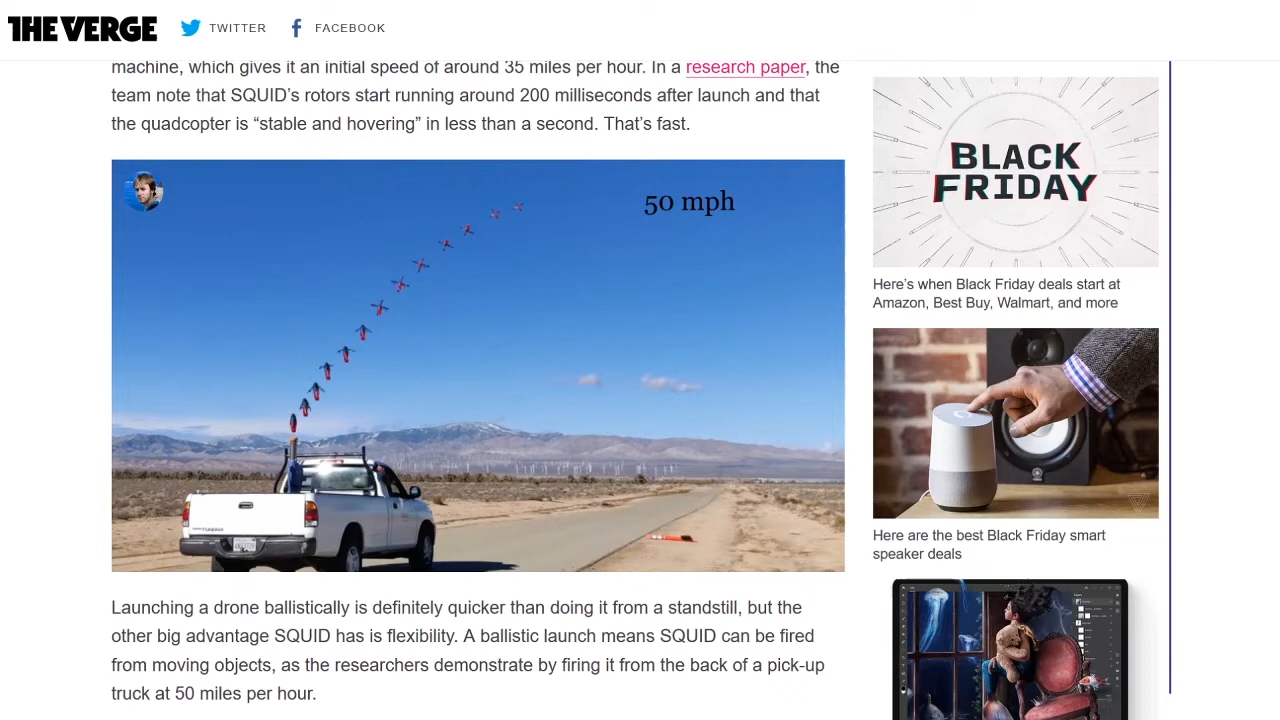 THE VERGE
TWITTER
FACEBOOK
machine, which gives it an initial speed of around 35 miles per hour. In a research paper, the
team note that SQUID’s rotors start running around 200 milliseconds after launch and that
the quadcopter is “stable and hovering” in less than a second. That’s fast.
50 mph
TUNDRA
Launching a drone ballistically is definitely quicker than doing it from a standstill, but the
other big advantage SQUID has is flexibility. A ballistic launch means SQUID can be fired
from moving objects, as the researchers demonstrate by firing it from the back of a pick-up
truck at 50 miles per hour.
BLACK
FRIDAY
Here’s when Black Friday deals start at
Amazon, Best Buy, Walmart, and more
Here are the best Black Friday smart
speaker deals